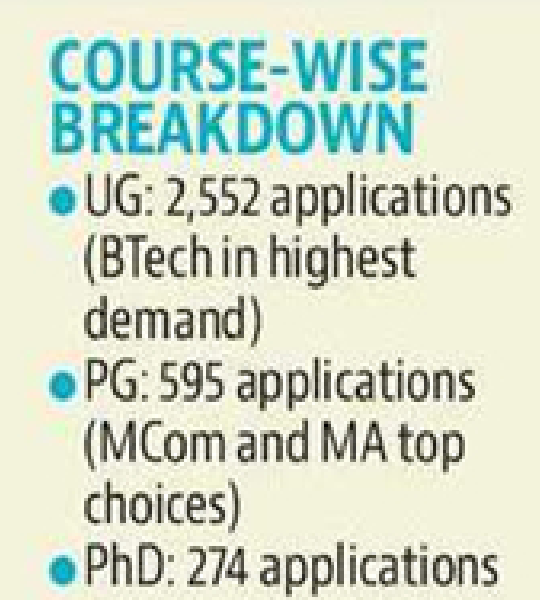 COURSE-WISE
BREAKDOWN
● UG: 2,552 applications
(BTech in highest
demand)
● PG: 595 applications
(MCom and MA top
choices)
● PhD: 274 applications